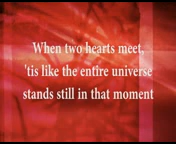 When two hearts meet,
'tis like the entire universe
stands still in that moment